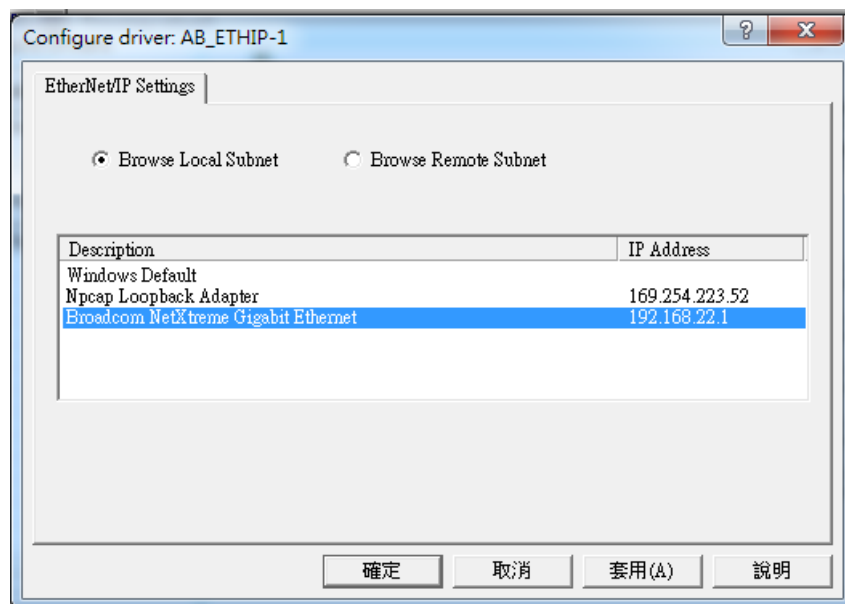 Configure driver: AB_ETHIP-1
EtherNet/IP Settings
Browse Local Subnet Browse Remote Subnet
Description IP Address
Windows Default
Npcap Loopback Adapter 169.254.223.52
Broadcom NetXtreme Gigabit Ethernet 192.168.22.1
確定 取消 套用(A) 說明